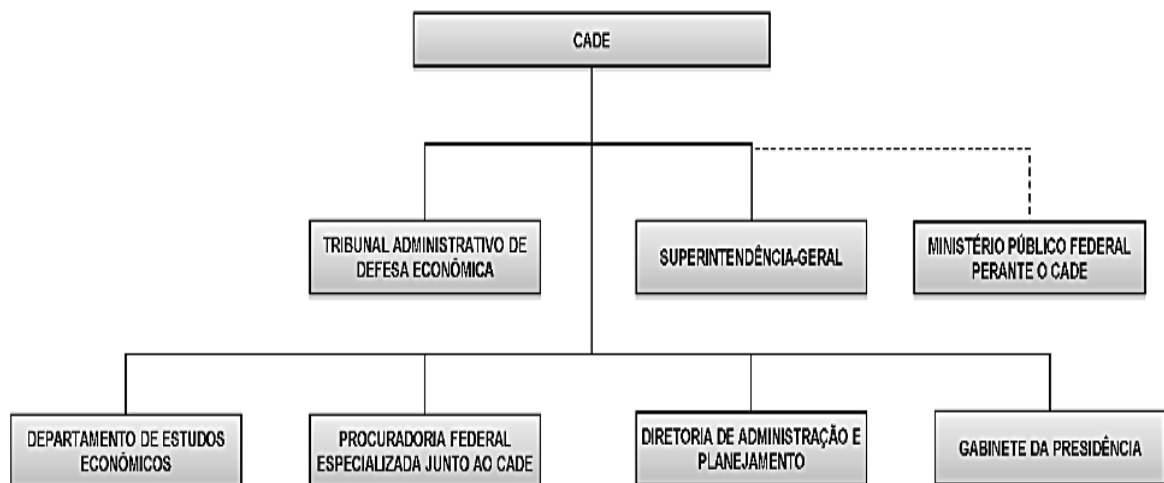 CADE
TRIBUNAL ADMINISTRATIVO DE
DEFESA ECONÔMICA
SUPERINTENDÊNCIA-GERAL
MINISTÉRIO PÚBLICO FEDERAL
PERANTE O CADE
DEPARTAMENTO DE ESTUDOS
ECONÔMICOS
PROCURADORIA FEDERAL
ESPECIALIZADA JUNTO AO CADE
DIRETORIA DE ADMINISTRAÇÃO E
PLANEJAMENTO
GABINETE DA PRESIDÊNCIA